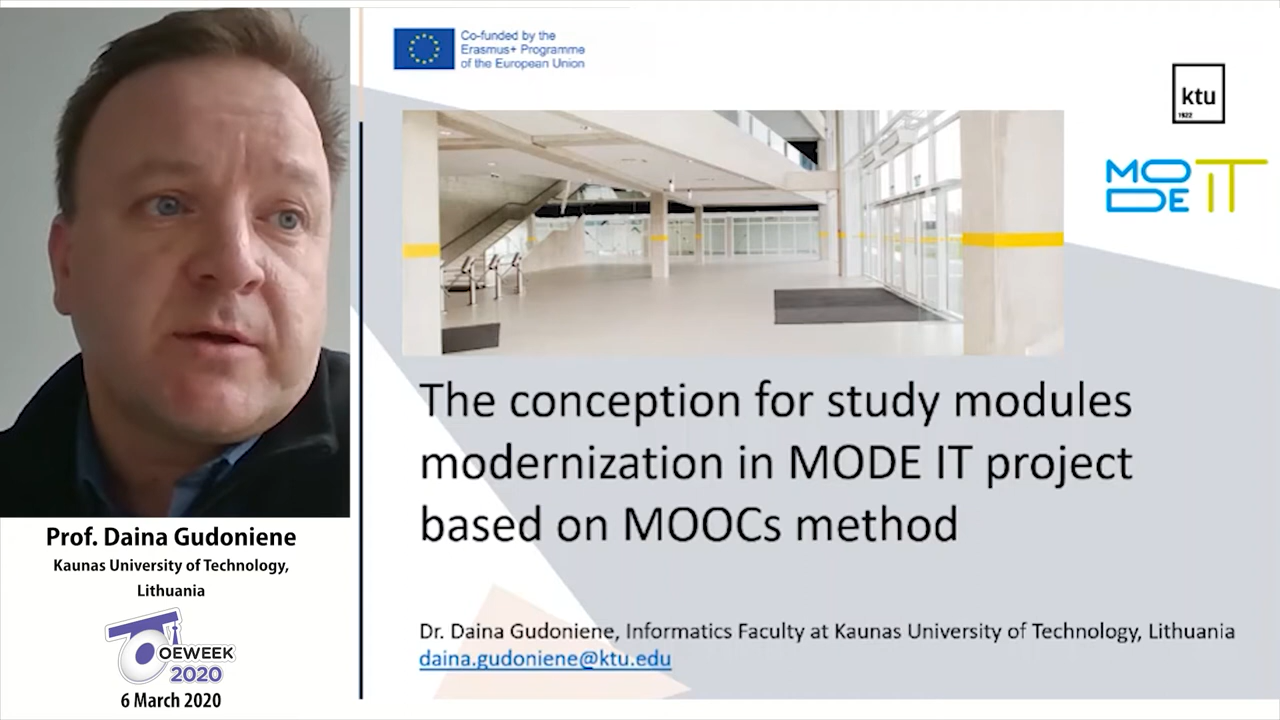 Co-funded by the
Erasmus+ Programme
of the European Union
ktu
1922
MODE IT
The conception for study modules
modernization in MODE IT project
based on MOOCs method
Dr. Daina Gudoniene, Informatics Faculty at Kaunas University of Technology, Lithuania
daina.gudoniene@ktu.edu
Prof. Daina Gudoniene
Kaunas University of Technology,
Lithuania
OEWEEK
2020
6 March 2020